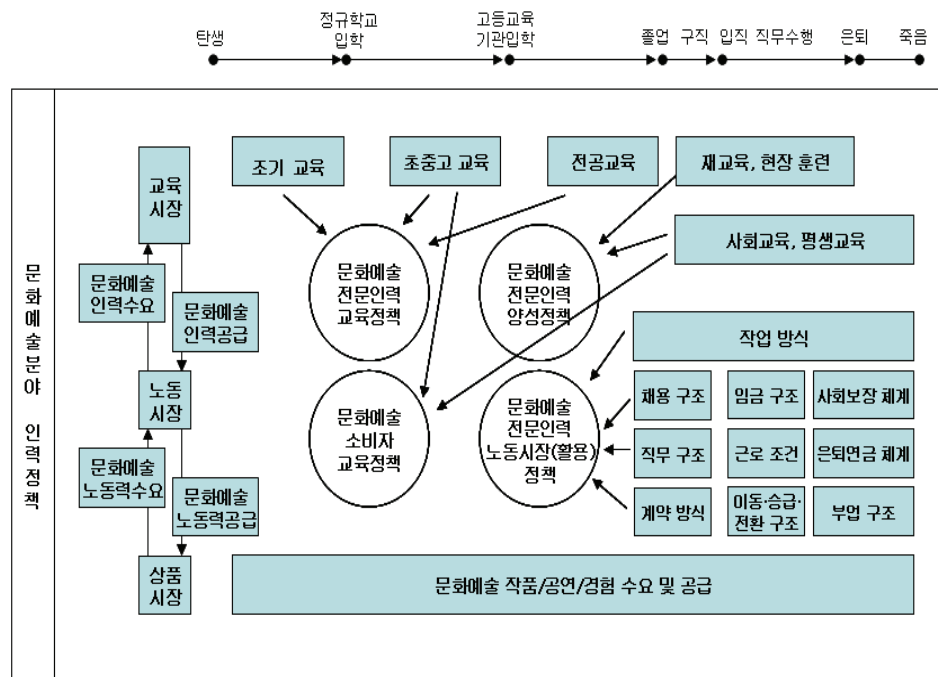 탄생
정규학교
입학
고등교육
기관입학
졸업
구직
입직
직무수행
은퇴
죽음
문화예술분야 인력정책
교육
시장
문화예술
인력수요
문화예술
인력공급
노동
시장
문화예술
노동력수요
문화예술
노동력공급
상품
시장
조기 교육
초중고 교육
전공교육
재교육, 현장 훈련
사회교육, 평생교육
문화예술
전문인력
교육정책
문화예술
전문인력
양성정책
문화예술
소비자
교육정책
문화예술
전문인력
노동시장(활용)
정책
작업 방식
채용 구조
임금 구조
사회보장 체계
직무 구조
근로 조건
은퇴연금 체계
계약 방식
이동·승급·
전환 구조
부업 구조
문화예술 작품/공연/경험 수요 및 공급